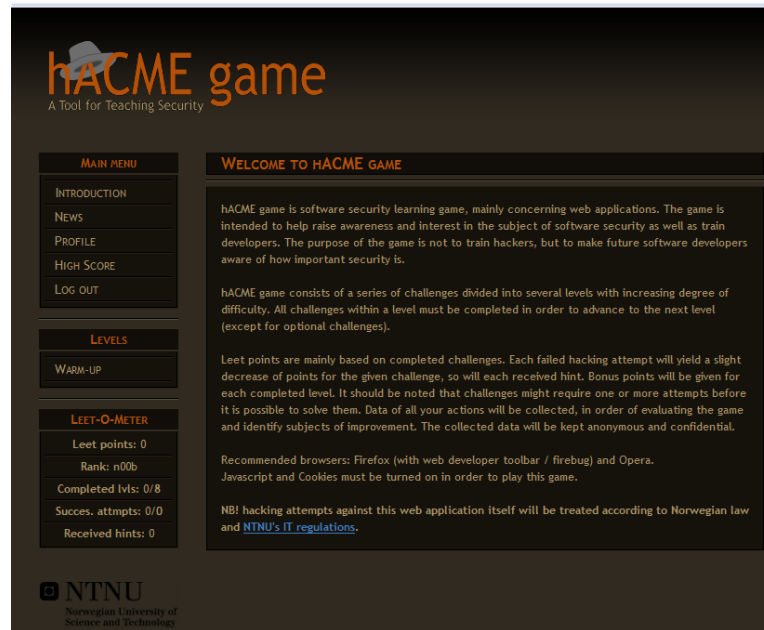 hACME game
A Tool for Teaching Security
MAIN MENU
INTRODUCTION
NEWS
PROFILE
HIGH SCORE
LOG OUT
LEVELS
WARM-UP
LEET-O-METER
Leet points: 0
Rank: n00b
Completed lvls: 0/8
Succes. attmpts: 0/0
Received hints: 0
NTNU
Norwegian University of
Science and Technology
WELCOME TO HACME GAME
hACME game is software security learning game, mainly concerning web applications. The game is
intended to help raise awareness and interest in the subject of software security as well as train
developers. The purpose of the game is not to train hackers, but to make future software developers
aware of how important security is.
hACME game consists of a series of challenges divided into several levels with increasing degree of
difficulty. All challenges within a level must be completed in order to advance to the next level
(except for optional challenges).
Leet points are mainly based on completed challenges. Each failed hacking attempt will yield a slight
decrease of points for the given challenge, so will each received hint. Bonus points will be given for
each completed level. It should be noted that challenges might require one or more attempts before
it is possible to solve them. Data of all your actions will be collected, in order of evaluating the game
and identify subjects of improvement. The collected data will be kept anonymous and confidential.
Recommended browsers: Firefox (with web developer toolbar / firebug) and Opera.
Javascript and Cookies must be turned on in order to play this game.
NB! hacking attempts against this web application itself will be treated according to Norwegian law
and NTNU's IT regulations.